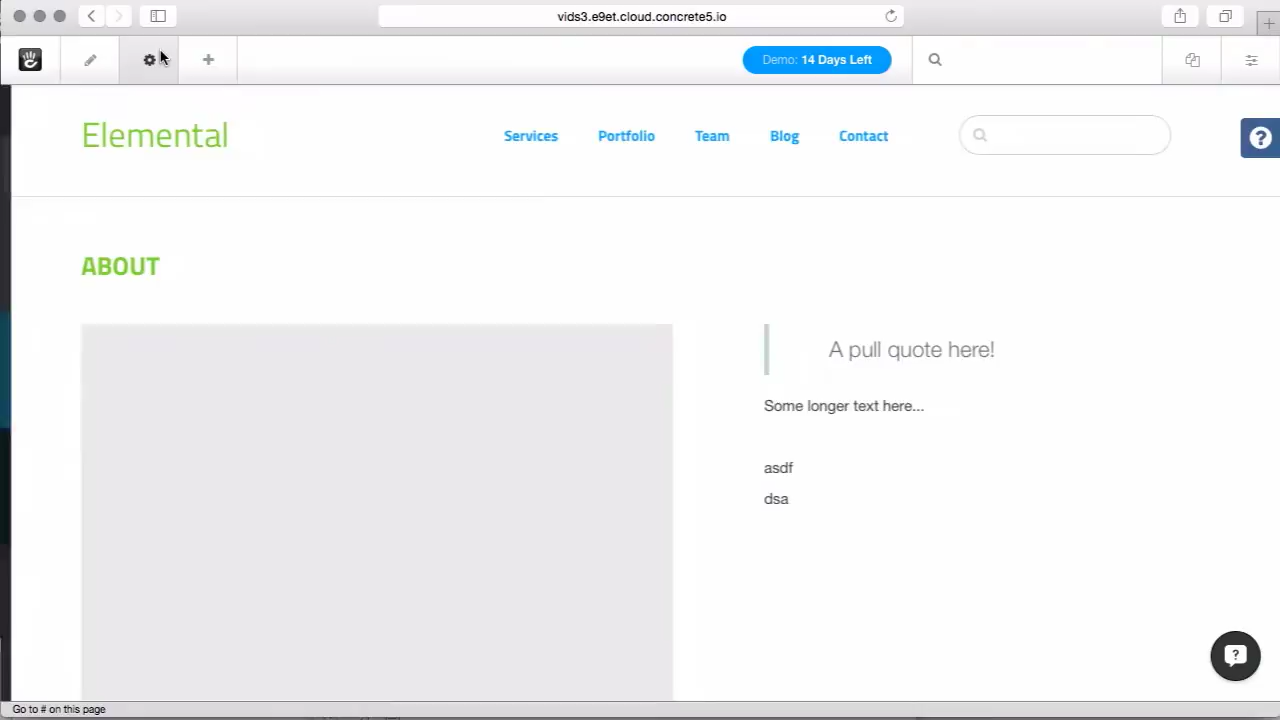 vids3.e9et.cloud.concrete5.io
Demo: 14 Days Left
Elemental
Services Portfolio Team Blog Contact
ABOUT
A pull quote here!
Some longer text here...
asdf
dsa
Go to # on this page